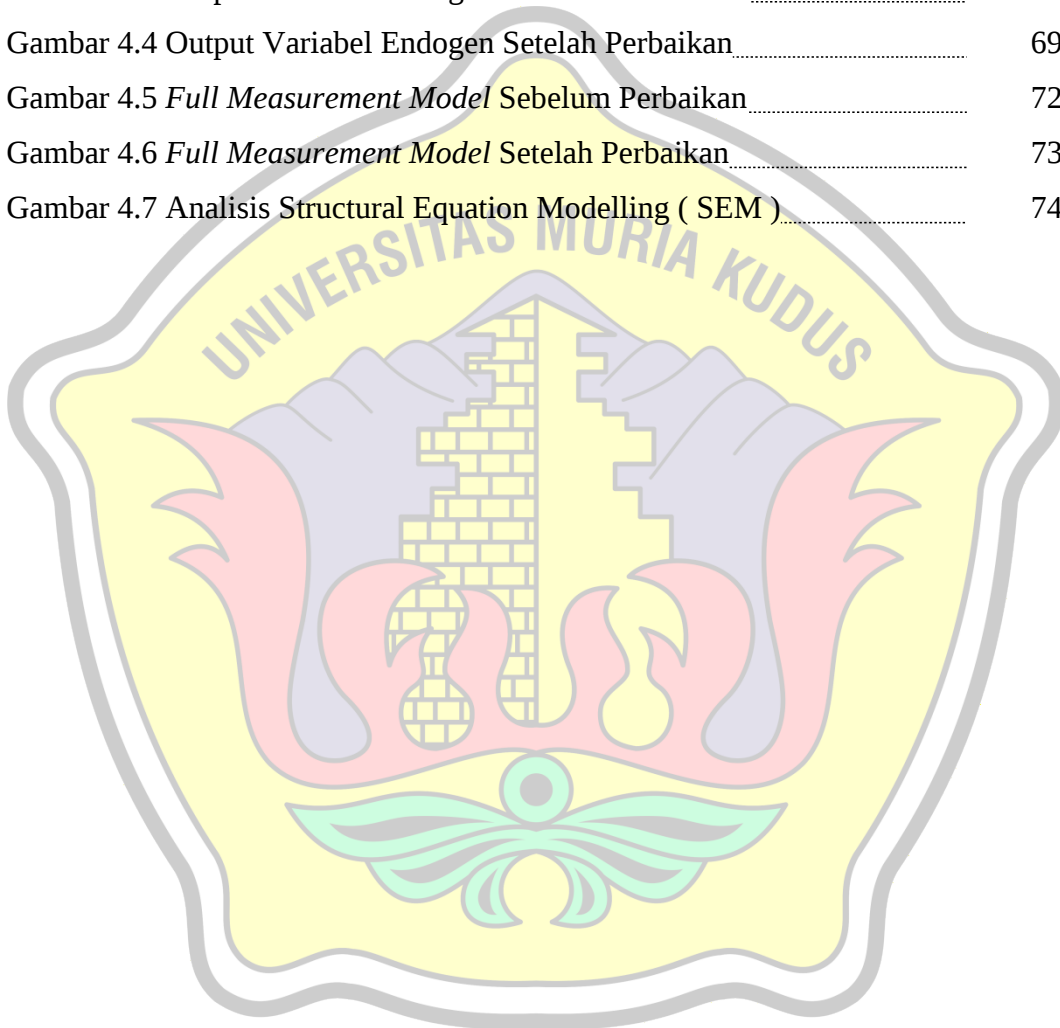 Gambar 4.4 Output Variabel Endogen Setelah Perbaikan 69
Gambar 4.5 Full Measurement Model Sebelum Perbaikan 72
Gambar 4.6 Full Measurement Model Setelah Perbaikan 73
Gambar 4.7 Analisis Structural Equation Modelling ( SEM ) 74
UNIVERSITAS MURIA KUDUS